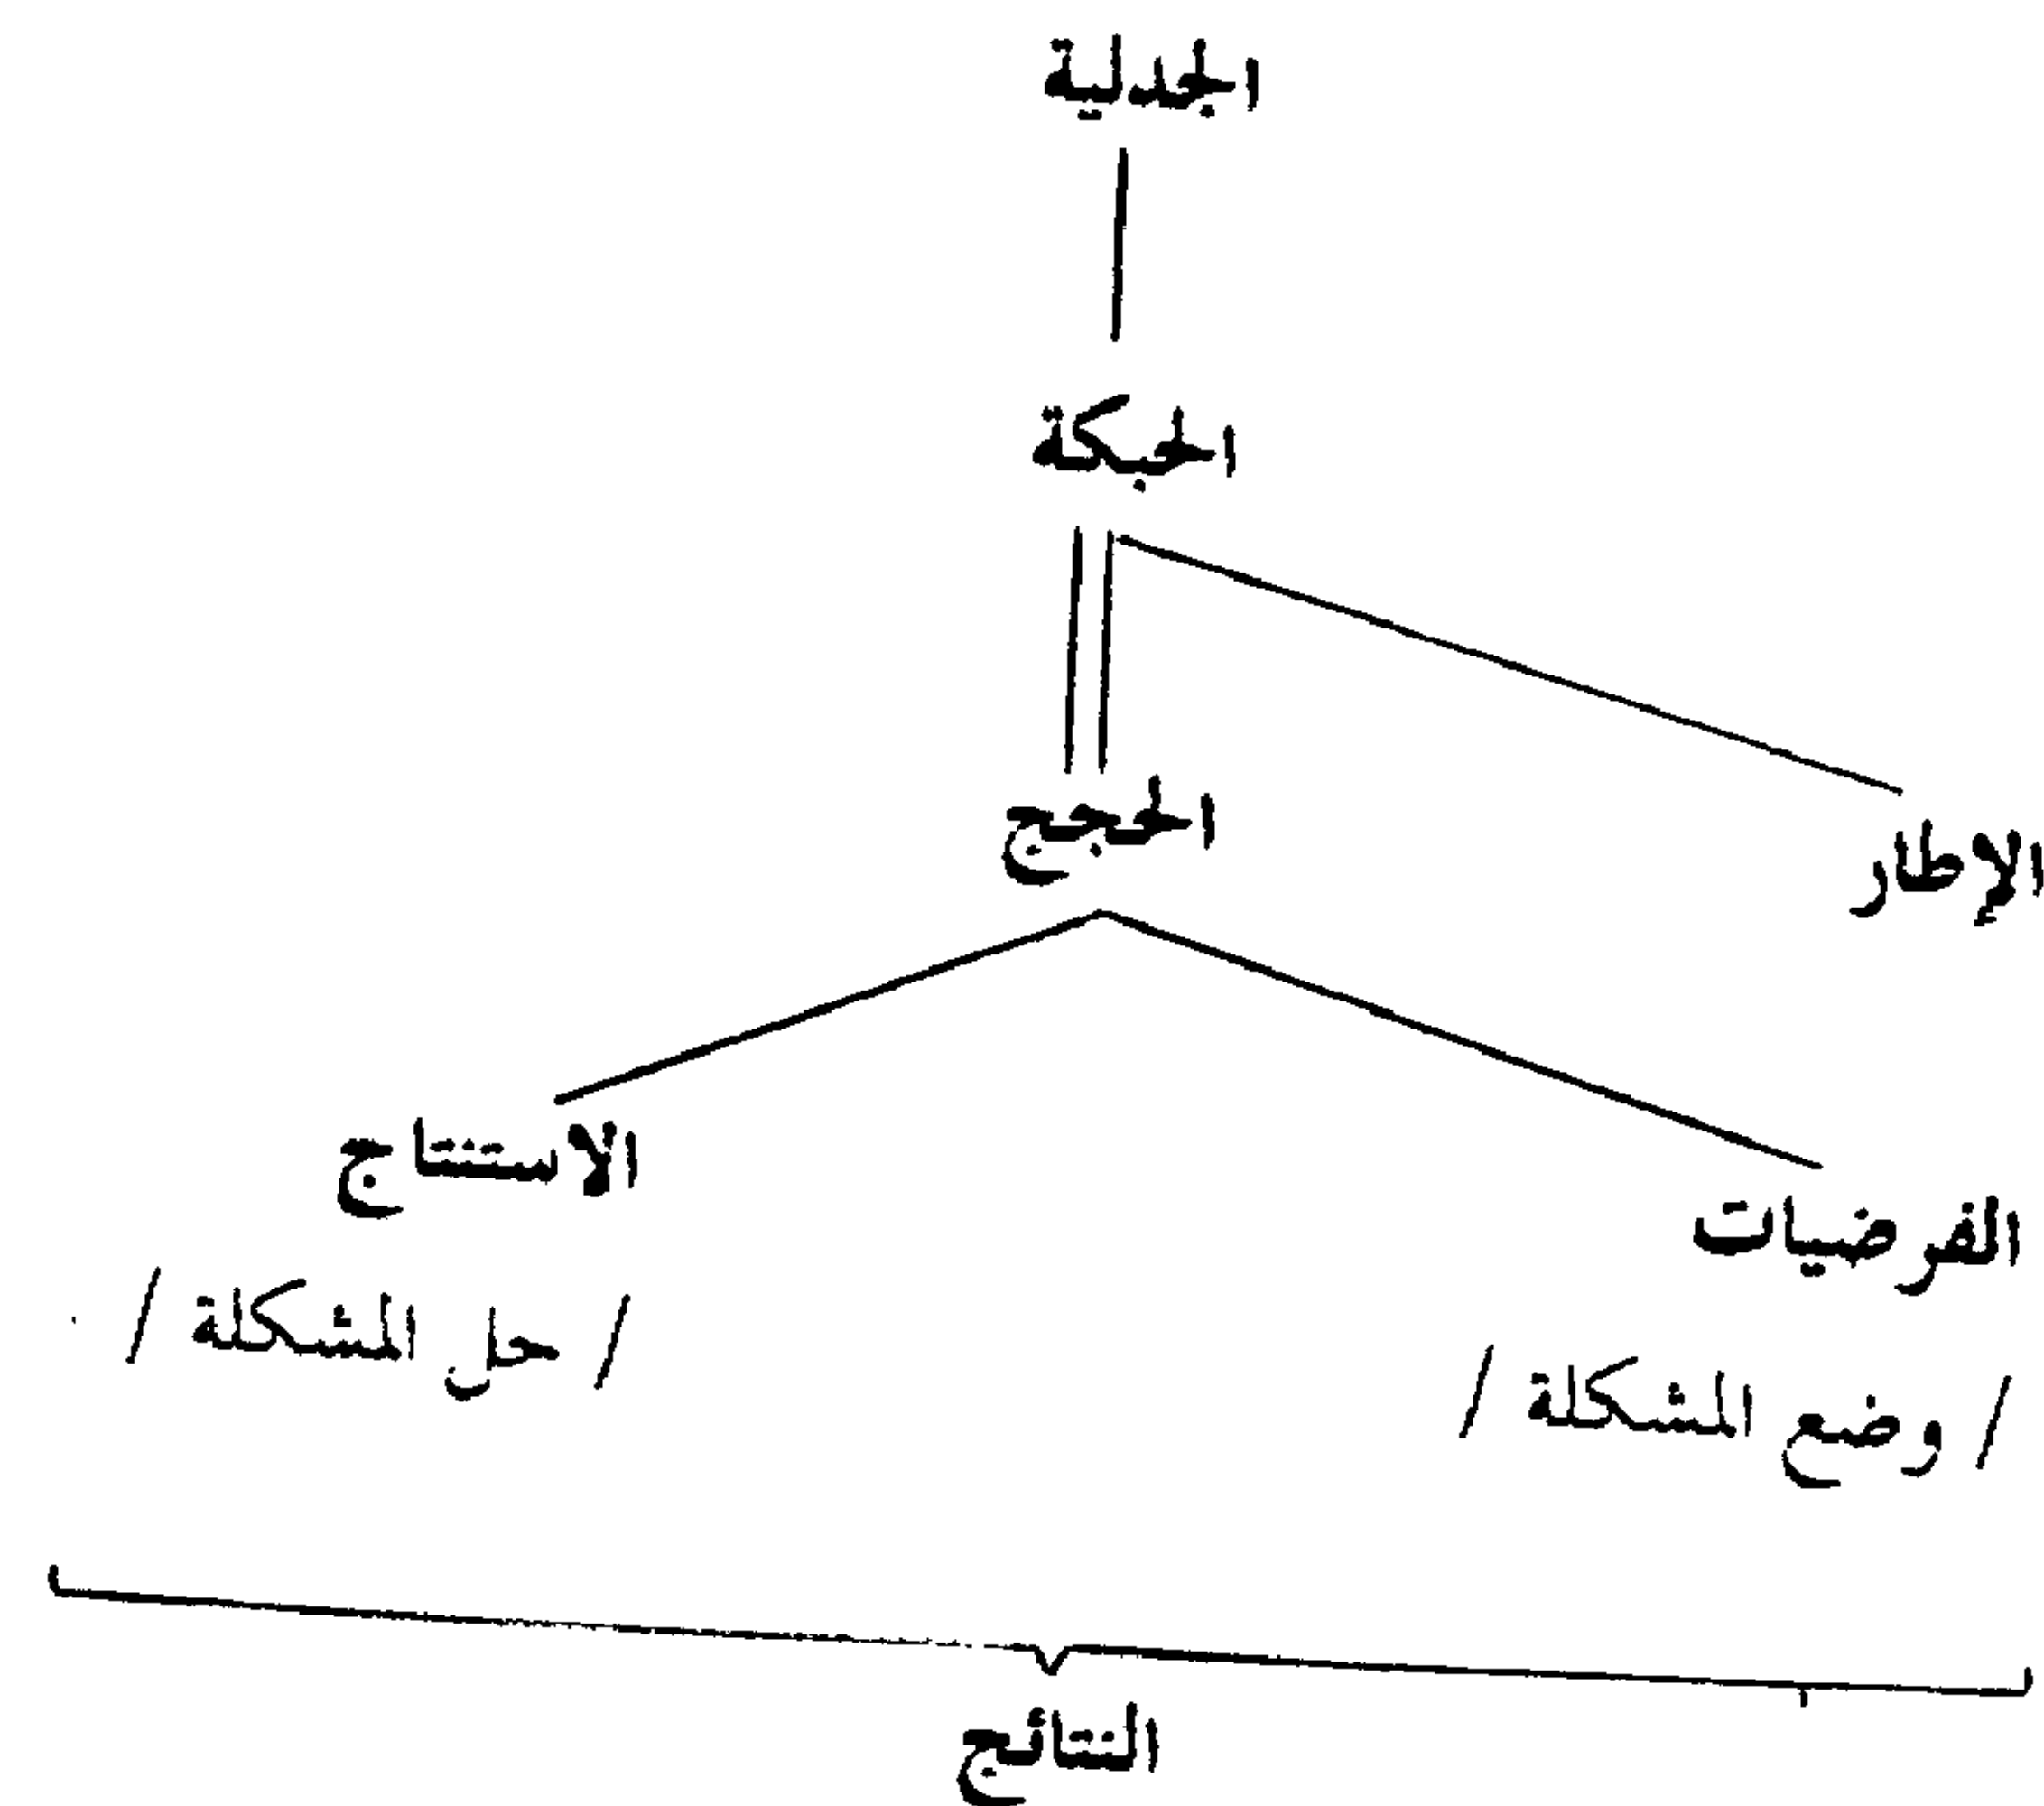 الجدلية
الحبكة
الحجج
الإطار
الفرضيات
/ وضع المشكلة /
الاستنتاج
/ حل المشكلة /
النتائج